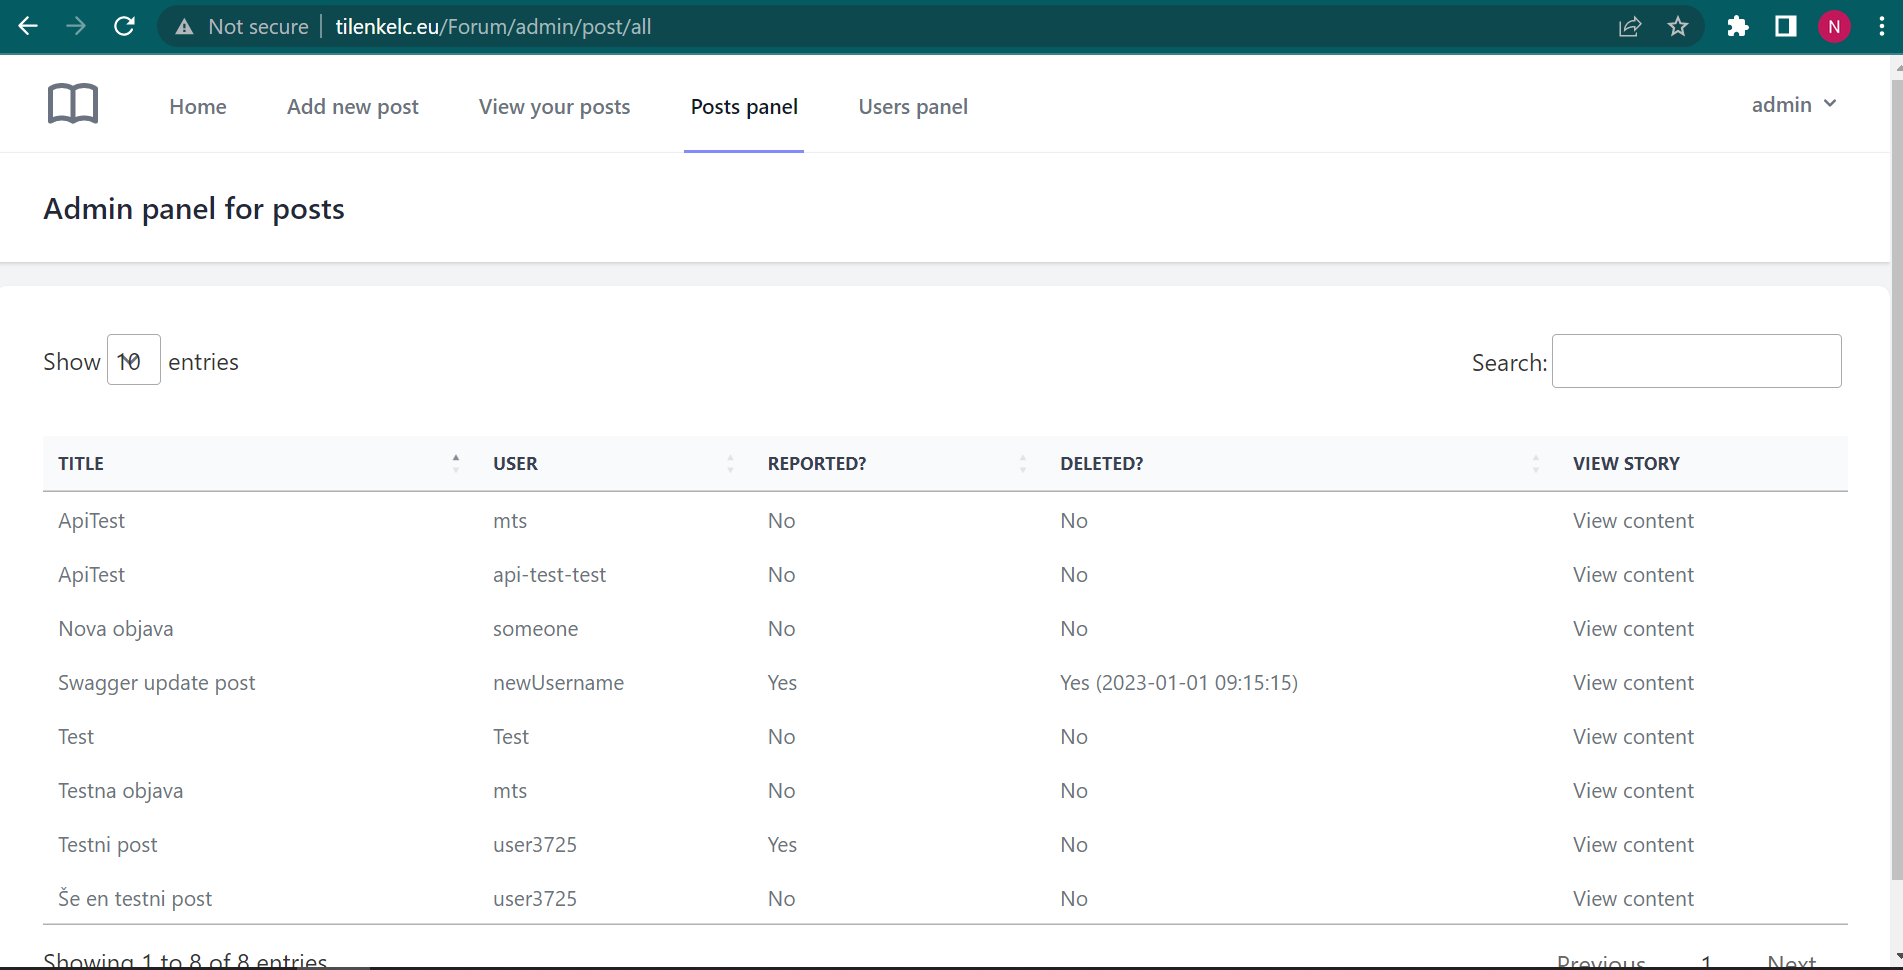 Not secure | tilenkelc.eu/Forum/admin/post/all
N
Home Add new post View your posts Posts panel Users panel admin
Admin panel for posts
Show 10 entries Search:
TITLE USER REPORTED? DELETED? VIEW STORY
ApiTest mts No No View content
ApiTest api-test-test No No View content
Nova objava someone No No View content
Swagger update post newUsername Yes Yes (2023-01-01 09:15:15) View content
Test Test No No View content
Testna objava mts No No View content
Testni post user3725 Yes No View content
Še en testni post user3725 No No View content
Showing 1 to 8 of 8 entries Previous 1 Next